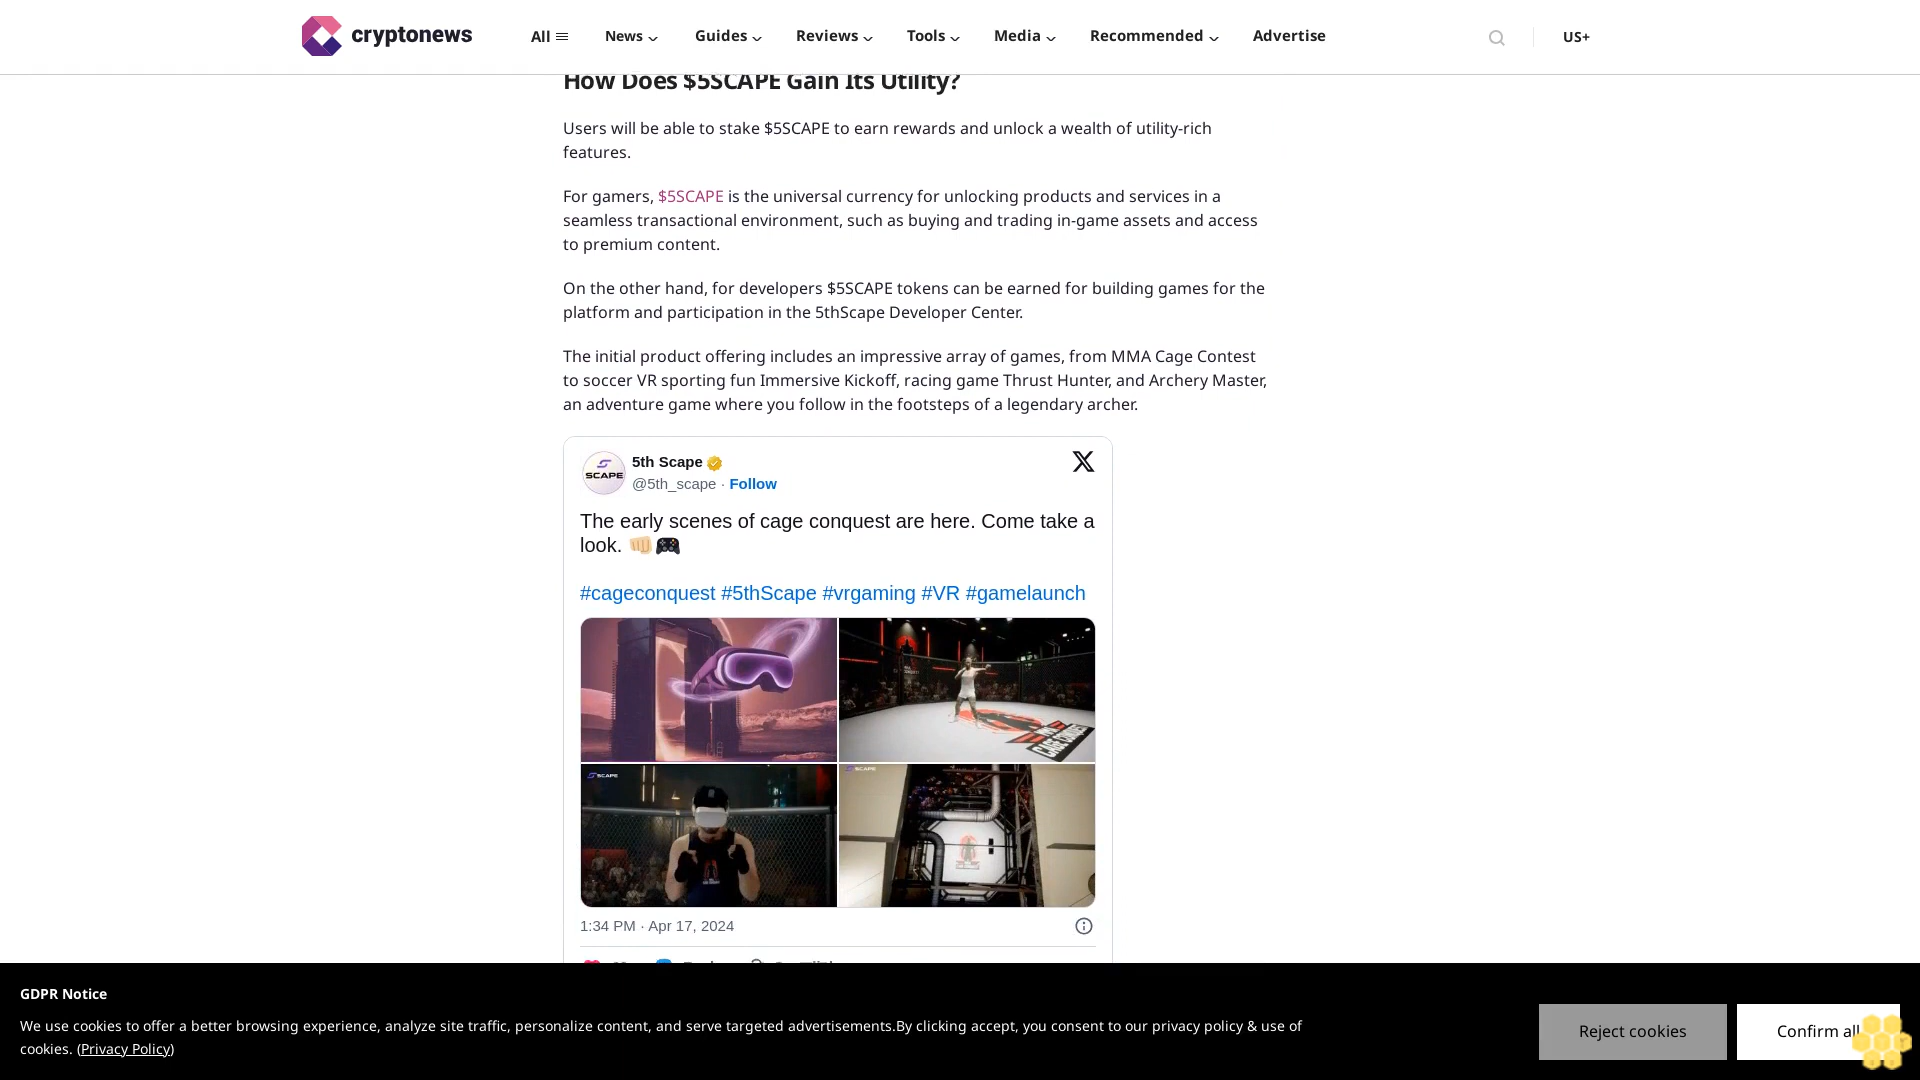 cryptonews
All
News
Guides
Reviews
Tools
Media
Recommended
Advertise
US+
How Does $5SCAPE Gain Its Utility?
Users will be able to stake $5SCAPE to earn rewards and unlock a wealth of utility-rich
features.
For gamers, $5SCAPE is the universal currency for unlocking products and services in a
seamless transactional environment, such as buying and trading in-game assets and access
to premium content.
On the other hand, for developers $5SCAPE tokens can be earned for building games for the
platform and participation in the 5thScape Developer Center.
The initial product offering includes an impressive array of games, from MMA Cage Contest
to soccer VR sporting fun Immersive Kickoff, racing game Thrust Hunter, and Archery Master,
an adventure game where you follow in the footsteps of a legendary archer.
SCAPE
5th Scape
@5th_scape · Follow
The early scenes of cage conquest are here. Come take a
look. 👊🏼🎮
#cageconquest #5thScape #vrgaming #VR #gamelaunch
CAGE CONQUEST
SCAPE
SCAPE
1:34 PM · Apr 17, 2024
GDPR Notice
We use cookies to offer a better browsing experience, analyze site traffic, personalize content, and serve targeted advertisements.By clicking accept, you consent to our privacy policy & use of
cookies. (Privacy Policy)
Reject cookies
Confirm all